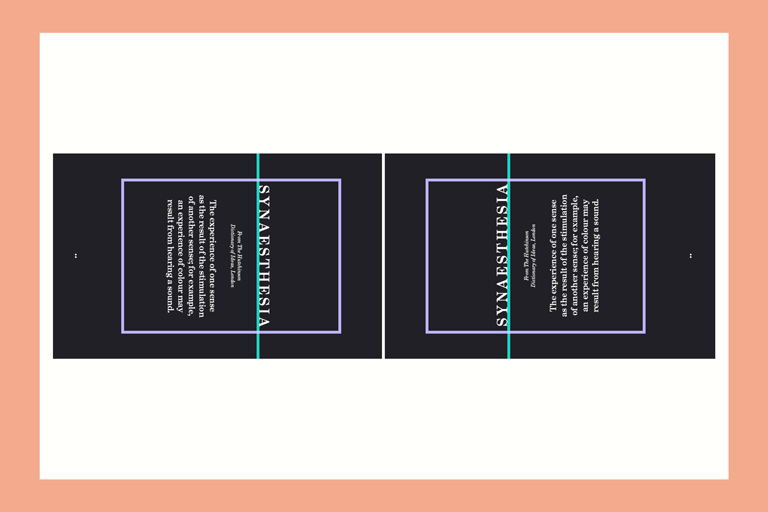 SYNAESTHESIA
From The Hutchinson
Dictionary of Ideas, London
The experience of one sense
as the result of the stimulation
of another sense; for example,
an experience of colour may
result from hearing a sound.
SYNAESTHESIA
From The Hutchinson
Dictionary of Ideas, London
The experience of one sense
as the result of the stimulation
of another sense; for example,
an experience of colour may
result from hearing a sound.